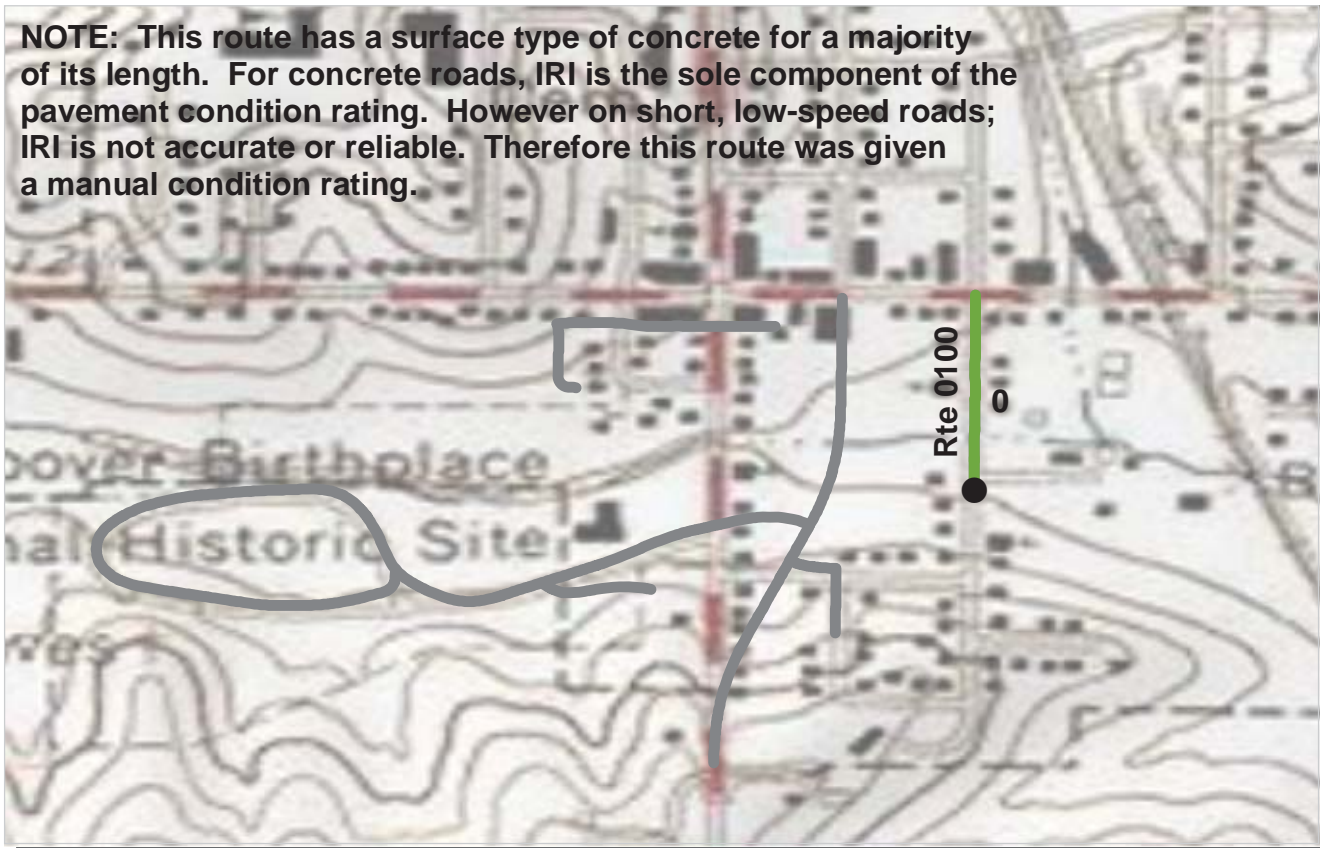 NOTE: This route has a surface type of concrete for a majority
of its length. For concrete roads, IRI is the sole component of the
pavement condition rating. However on short, low-speed roads;
IRI is not accurate or reliable. Therefore this route was given
a manual condition rating.
Rte 0100
0
oover Birthplace
nal Historic Site
ves